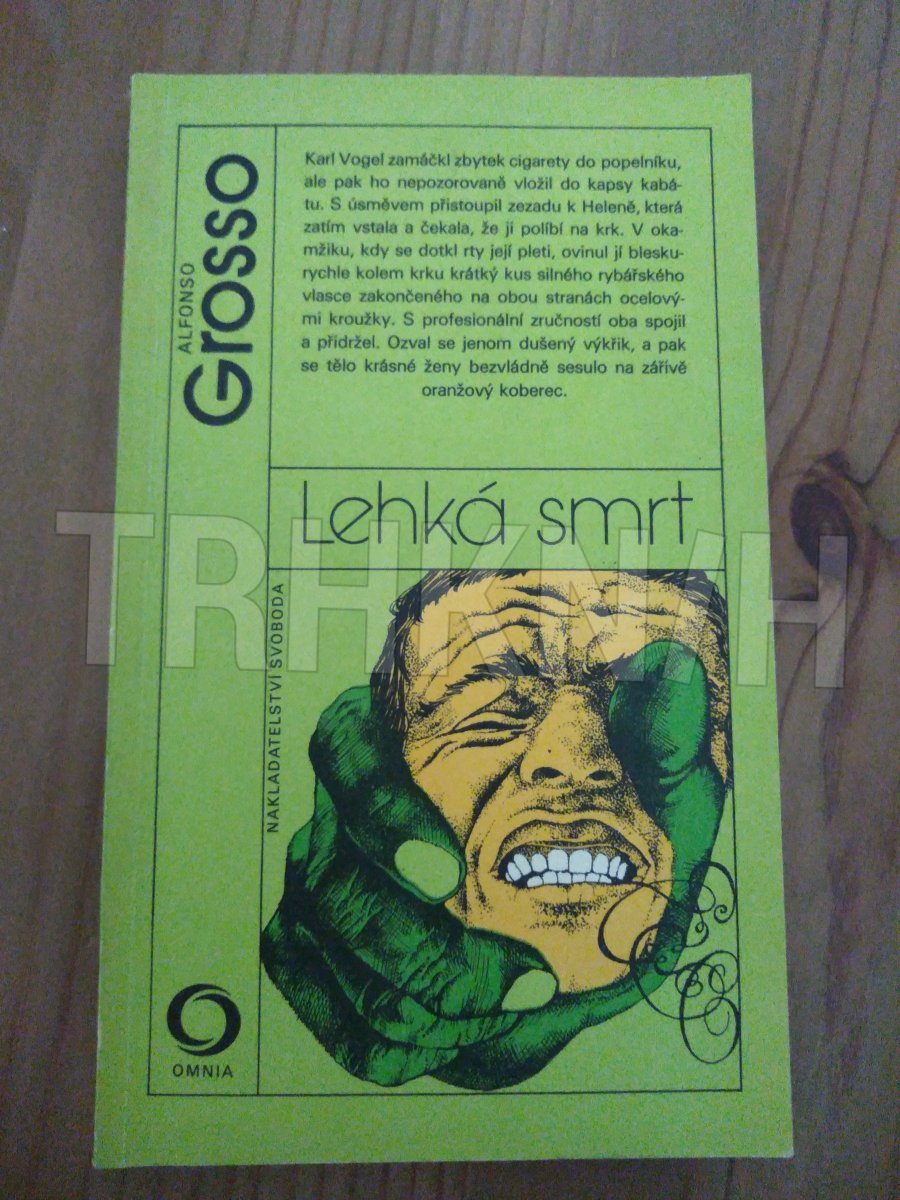 ALFONSO
Grosso
Karl Vogel zamáčkl zbytek cigarety do popelníku,
ale pak ho nepozorovaně vložil do kapsy kabá-
tu. S úsměvem přistoupil zezadu k Heleně, která
zatím vstala a čekala, že ji políbí na krk. V oka-
mžiku, kdy se dotkl rty její pleti, ovinul jí blesku-
rychle kolem krku krátký kus silného rybářského
vlasce zakončeného na obou stranách ocelový-
mi kroužky. S profesionální zručností oba spojil
a přidržel. Ozval se jenom dušený výkřik, a pak
se tělo krásné ženy bezvládně sesulo na zářivě
oranžový koberec.
Lehká smrt
NAKLADATELSTVÍ SVOBODA
OMNIA
TRHKNIH